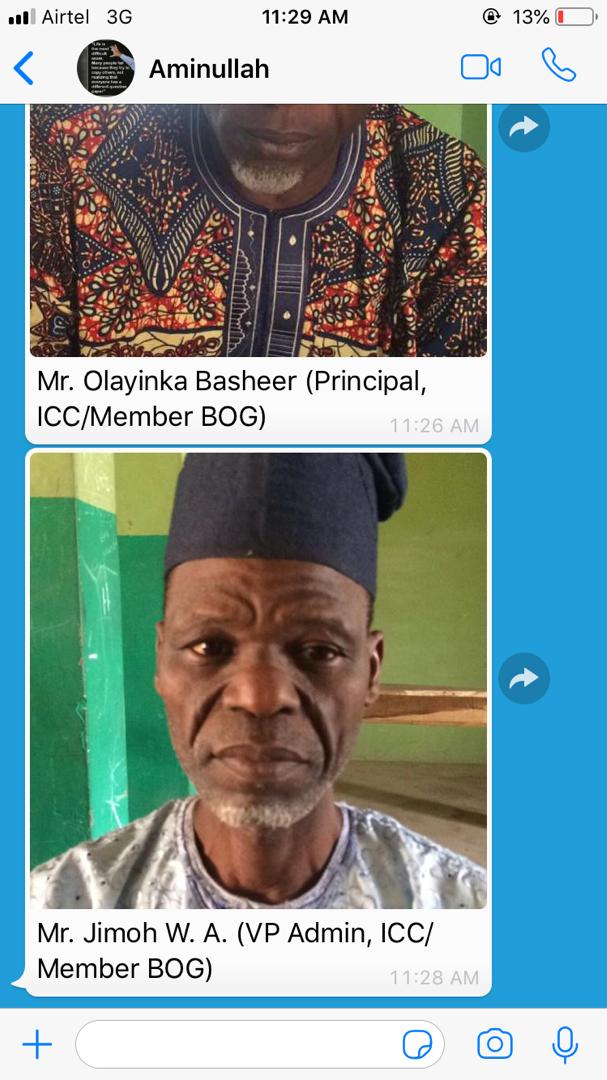 Airtel 3G 11:29 AM 13%
Aminullah
Mr. Olayinka Basheer (Principal,
ICC/Member BOG)
11:26 AM
Mr. Jimoh W. A. (VP Admin, ICC/
Member BOG)
11:28 AM